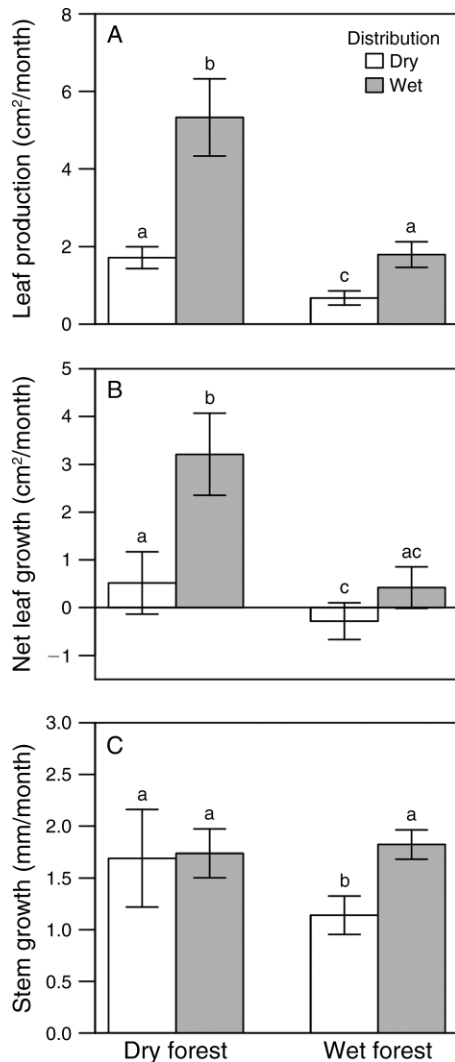 A
Distribution
Dry
Wet
Leaf production (cm²/month)
8
6
4
2
0
a
b
c
a
B
Net leaf growth (cm²/month)
5
4
3
2
1
0
−1
a
b
c
ac
C
Stem growth (mm/month)
3.0
2.5
2.0
1.5
1.0
0.5
0.0
a
a
b
a
Dry forest
Wet forest